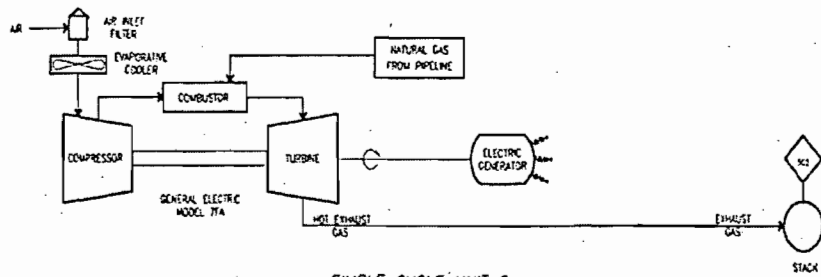 AIR
AIR INLET
FILTER
EVAPORATIVE
COOLER
NATURAL GAS
FROM PIPELINE
COMBUSTOR
COMPRESSOR
TURBINE
ELECTRIC
GENERATOR
GENERAL ELECTRIC
MODEL 7FA
HOT EXHAUST
GAS
EXHAUST
GAS
STACK